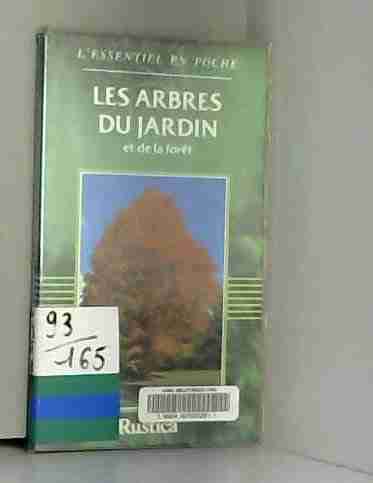 L'ESSENTIEL EN POCHE
LES ARBRES
DU JARDIN
et de la forêt
93
165
Rustica